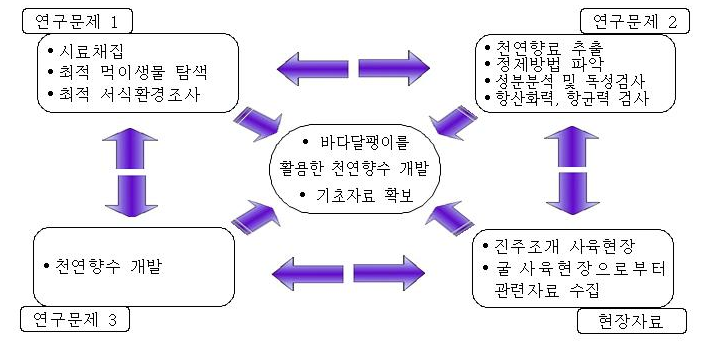 연구문제 1
• 시료채집
• 최적 먹이생물 탐색
• 최적 서식환경조사
연구문제 2
• 천연향료 추출
• 정제방법 파악
• 성분분석 및 독성검사
• 항산화력, 항균력 검사
• 바다달팽이를
활용한 천연향수 개발
• 기초자료 확보
• 천연향수 개발
연구문제 3
• 진주조개 사육현장
• 굴 사육현장으로부터
관련자료 수집
현장자료